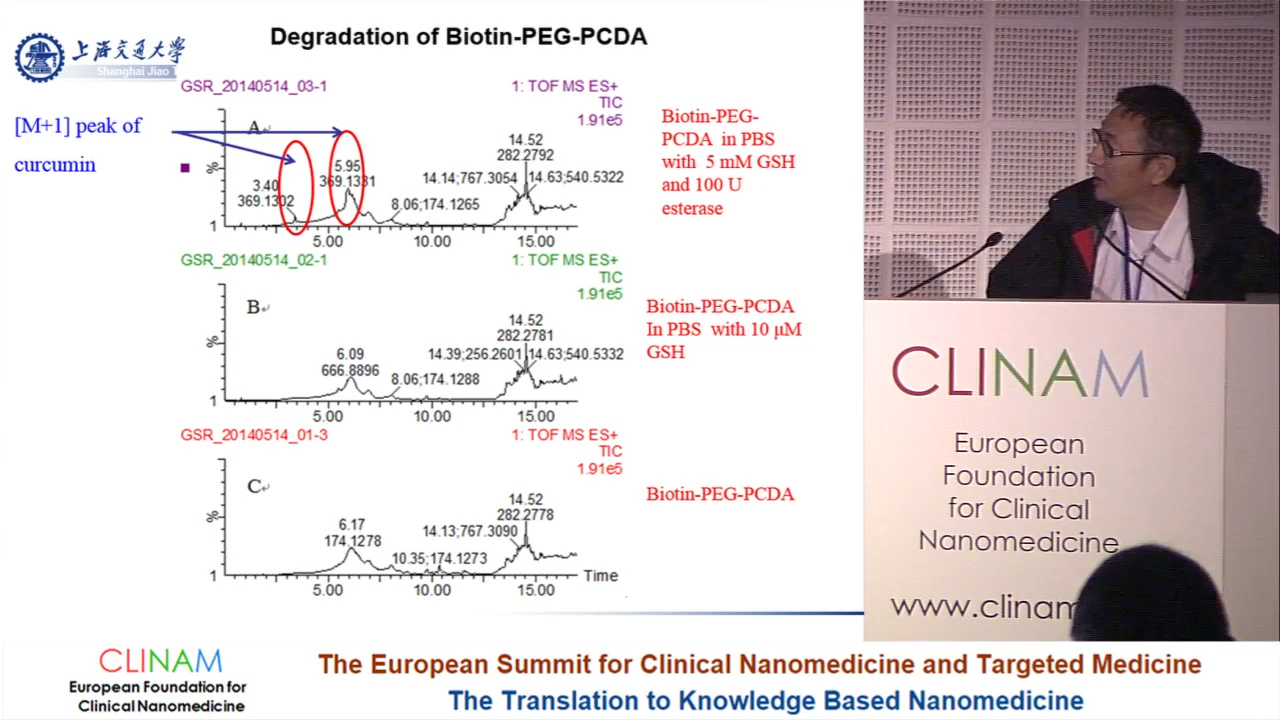 Degradation of Biotin-PEG-PCDA
上海交通大学
Shanghai Jiao T
[M+1] peak of
curcumin
GSR_20140514_03-1
1: TOF MS ES+
TIC
1.91e5
A
%
3.40
369.1302
5.95
369.1331
8.06;174.1265
14.52
282.2792
14.14;767.3054
14.63;540.5322
1
5.00
10.00
15.00
Biotin-PEG-
PCDA in PBS
with 5 mM GSH
and 100 U
esterase
GSR_20140514_02-1
1: TOF MS ES+
TIC
1.91e5
B
%
6.09
666.8896
8.06;174.1288
14.52
282.2781
14.39;256.2601
14.63;540.5332
1
5.00
10.00
15.00
Biotin-PEG-PCDA
In PBS with 10 μM
GSH
GSR_20140514_01-3
1: TOF MS ES+
TIC
1.91e5
C
%
6.17
174.1278
10.35;174.1273
14.52
282.2778
14.13;767.3090
1
5.00
10.00
15.00
Time
Biotin-PEG-PCDA
CLINAM
European
Foundation
for Clinical
Nanomedicine
www.clinam
CLINAM
European Foundation for
Clinical Nanomedicine
The European Summit for Clinical Nanomedicine and Targeted Medicine
The Translation to Knowledge Based Nanomedicine